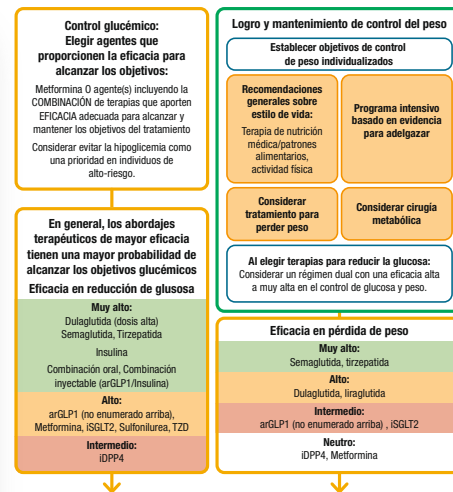 Control glucémico:
Elegir agentes que
proporcionen la eficacia para
alcanzar los objetivos:
Metformina O agente(s) incluyendo la
COMBINACIÓN de terapias que aporten
EFICACIA adecuada para alcanzar y
mantener los objetivos del tratamiento
Considerar evitar la hipoglicemia como
una prioridad en individuos de
alto-riesgo.
En general, los abordajes
terapéuticos de mayor eficacia
tienen una mayor probabilidad de
alcanzar los objetivos glucémicos
Eficacia en reducción de glusosa
Muy alto:
Dulaglutida (dosis alta)
Semaglutida, Tirzepatida
Insulina
Combinación oral, Combinación
inyectable (arGLP1/Insulina)
Alto:
arGLP1 (no enumerado arriba),
Metformina, iSGLT2, Sulfonilurea, TZD
Intermedio:
iDPP4
Logro y mantenimiento de control del peso
Establecer objetivos de control
de peso individualizados
Recomendaciones
generales sobre
estilo de vida:
Terapia de nutrición
médica/patrones
alimentarios,
actividad física
Programa intensivo
basado en evidencia
para adelgazar
Considerar
tratamiento para
perder peso
Considerar cirugía
metabólica
Al elegir terapias para reducir la glucosa:
Considerar un régimen dual con una eficacia alta
a muy alta en el control de glucosa y peso.
Eficacia en pérdida de peso
Muy alto:
Semaglutida, tirzepatida
Alto:
Dulaglutida, liraglutida
Intermedio:
arGLP1 (no enumerado arriba) , iSGLT2
Neutro:
iDPP4, Metformina